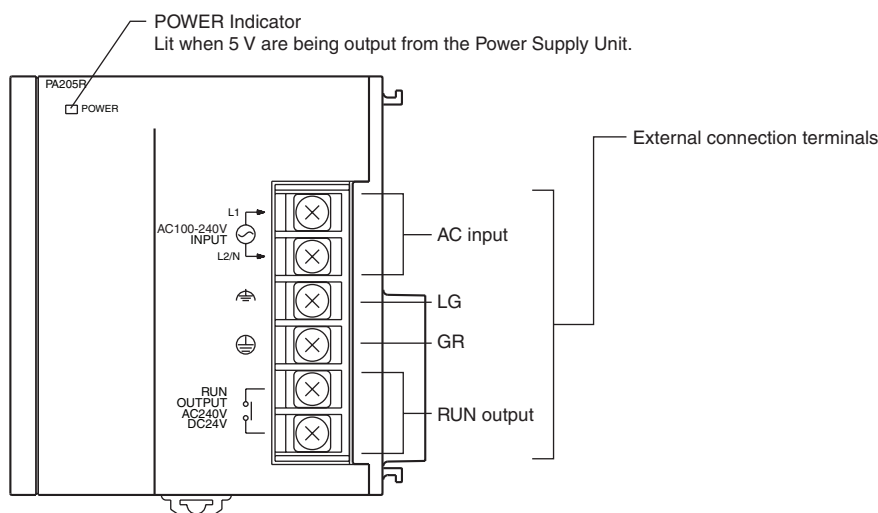 POWER Indicator
Lit when 5 V are being output from the Power Supply Unit.
PA205R
POWER
External connection terminals
L1
AC100-240V
INPUT
L2/N
AC input
LG
GR
RUN
OUTPUT
AC240V
DC24V
RUN output